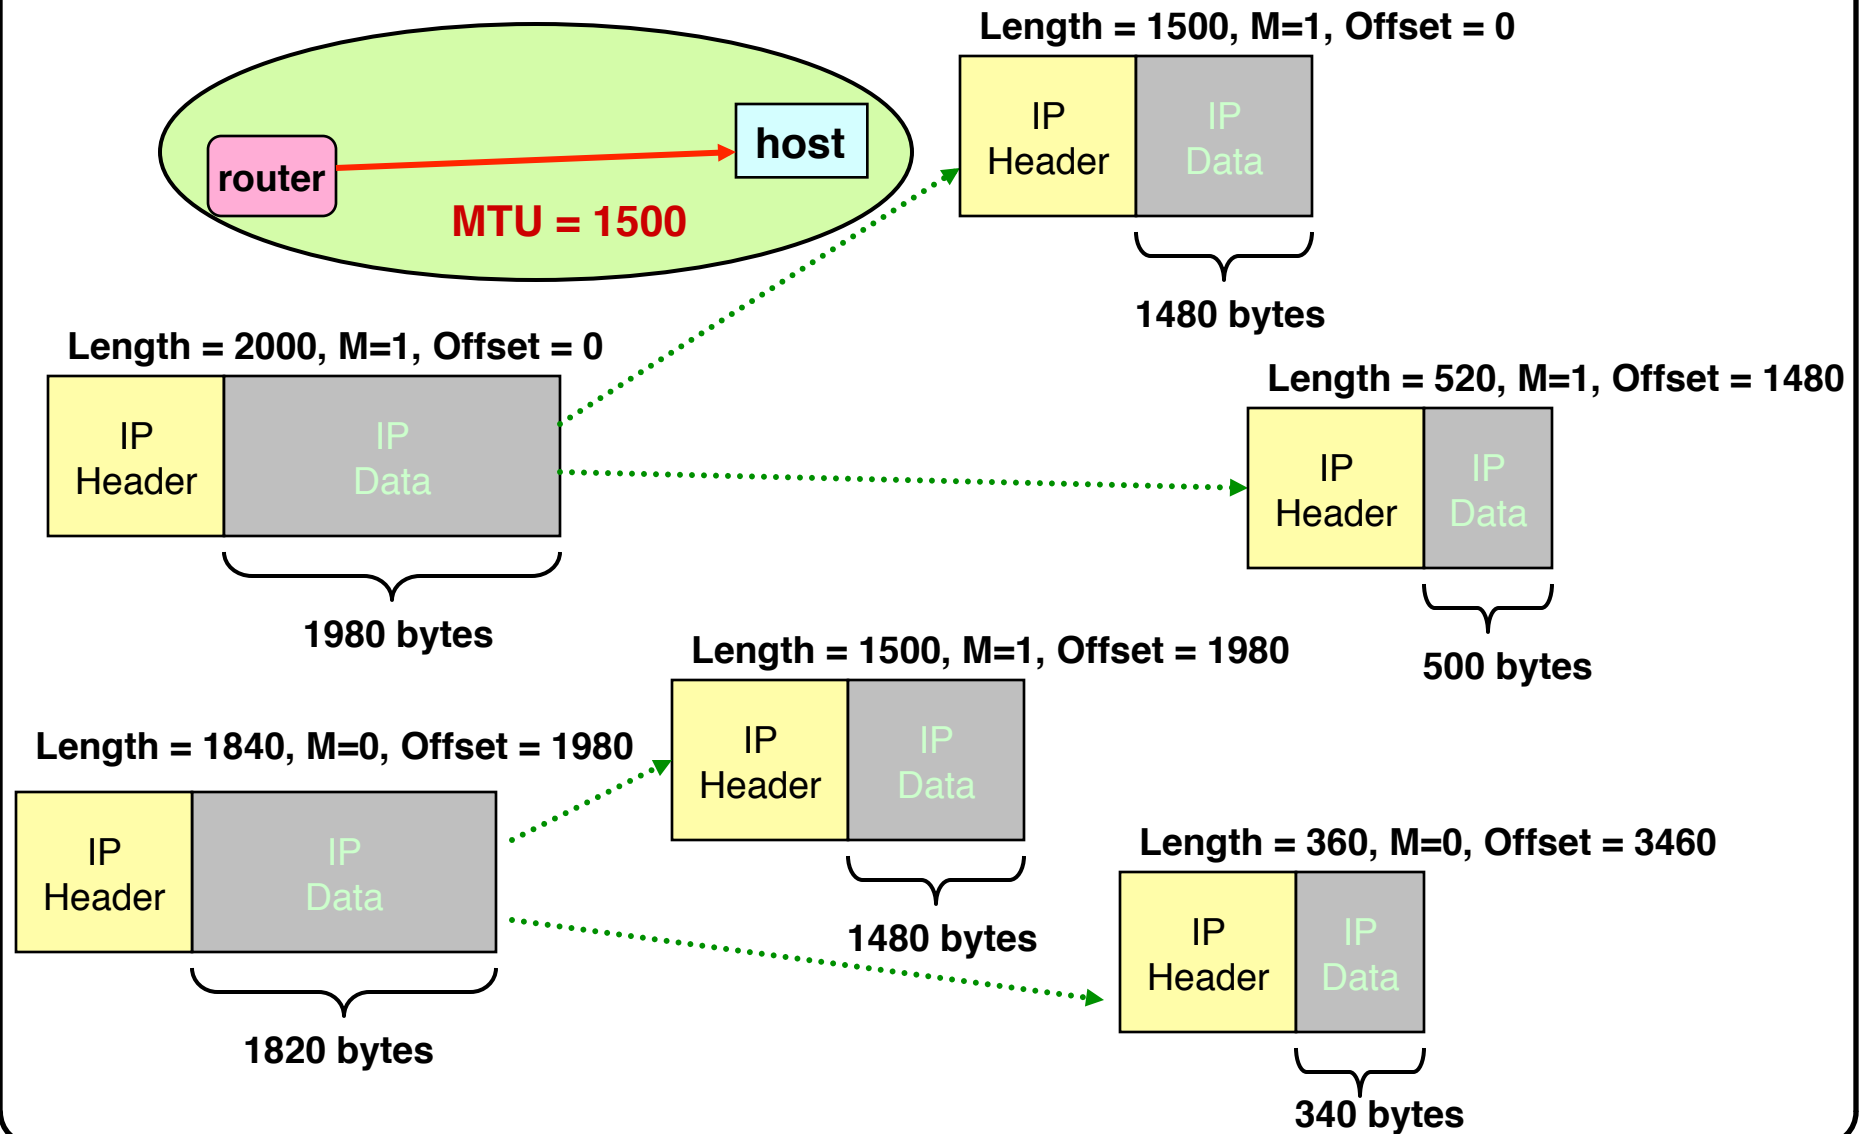 Length = 1500, M=1, Offset = 0
IP
Header
IP
Data
host
router
MTU = 1500
1480 bytes
Length = 2000, M=1, Offset = 0
IP
Header
IP
Data
1980 bytes
Length = 520, M=1, Offset = 1480
IP
Header
IP
Data
500 bytes
Length = 1500, M=1, Offset = 1980
IP
Header
IP
Data
1480 bytes
Length = 1840, M=0, Offset = 1980
IP
Header
IP
Data
1820 bytes
Length = 360, M=0, Offset = 3460
IP
Header
IP
Data
340 bytes